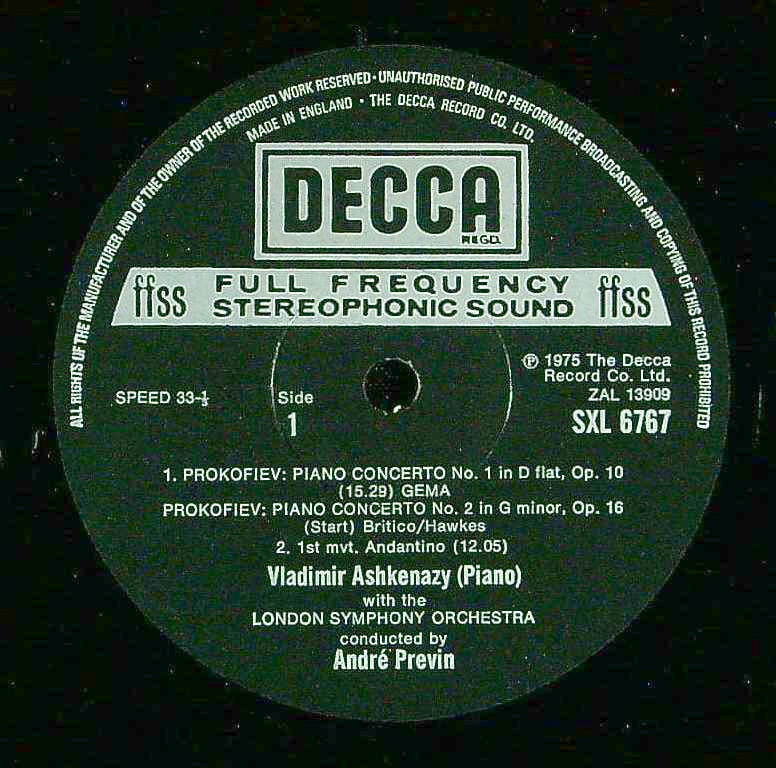 ALL RIGHTS OF THE MANUFACTURER AND OF THE OWNER OF THE RECORDED WORK RESERVED · UNAUTHORISED PUBLIC PERFORMANCE BROADCASTING AND COPYING OF THIS RECORD PROHIBITED
MADE IN ENGLAND · THE DECCA RECORD CO. LTD.
DECCA
REGD.
ffss FULL FREQUENCY ffss
STEREOPHONIC SOUND
℗ 1975 The Decca
Record Co. Ltd.
SPEED 33-⅓ Side ZAL 13909
1 SXL 6767
1. PROKOFIEV: PIANO CONCERTO No. 1 in D flat, Op. 10
(15.29) GEMA
PROKOFIEV: PIANO CONCERTO No. 2 in G minor, Op. 16
(Start) Britico/Hawkes
2. 1st mvt. Andantino (12.05)
Vladimir Ashkenazy (Piano)
with the
LONDON SYMPHONY ORCHESTRA
conducted by
André Previn